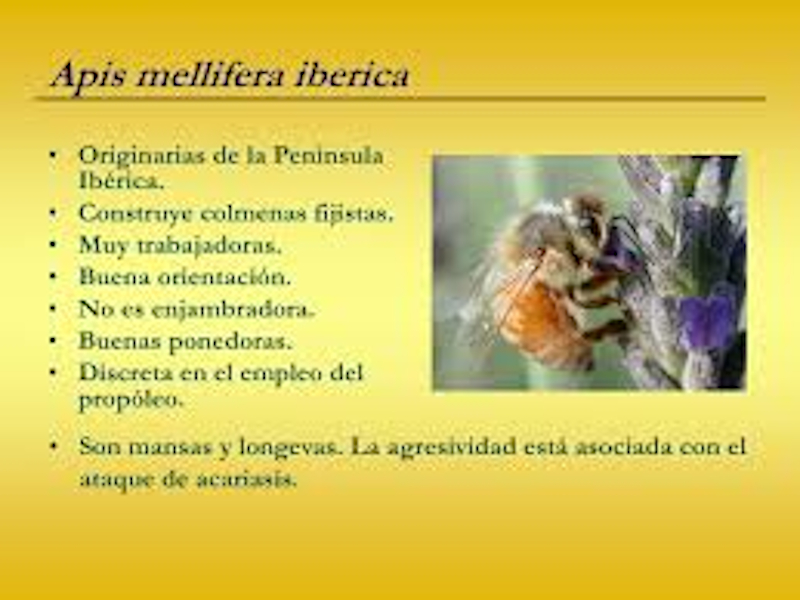 Apis mellifera iberica
• Originarias de la Península
Ibérica.
• Construye colmenas fijistas.
• Muy trabajadoras.
• Buena orientación.
• No es enjambradora.
• Buenas ponedoras.
• Discreta en el empleo del
propóleo.
• Son mansas y longevas. La agresividad está asociada con el
ataque de acariasis.